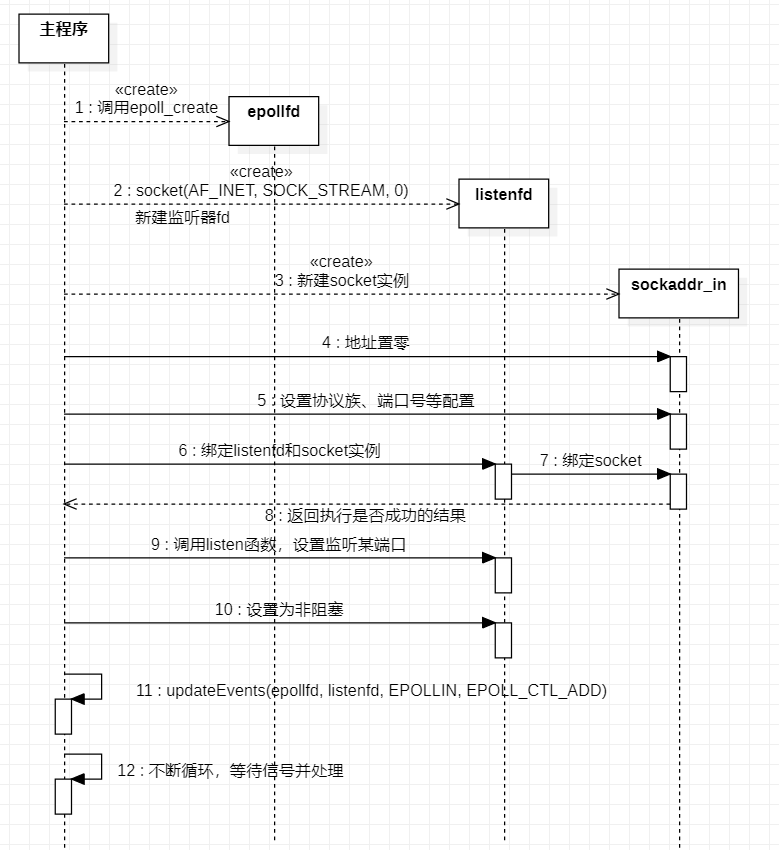 主程序
«create»
1 : 调用epoll_create
epollfd
«create»
2 : socket(AF_INET, SOCK_STREAM, 0)
新建监听器fd
listenfd
«create»
3 : 新建socket实例
sockaddr_in
4 : 地址置零
5 : 设置协议族、端口号等配置
6 : 绑定listenfd和socket实例
7 : 绑定socket
8 : 返回执行是否成功的结果
9 : 调用listen函数，设置监听某端口
10 : 设置为非阻塞
11 : updateEvents(epollfd, listenfd, EPOLLIN, EPOLL_CTL_ADD)
12 : 不断循环，等待信号并处理